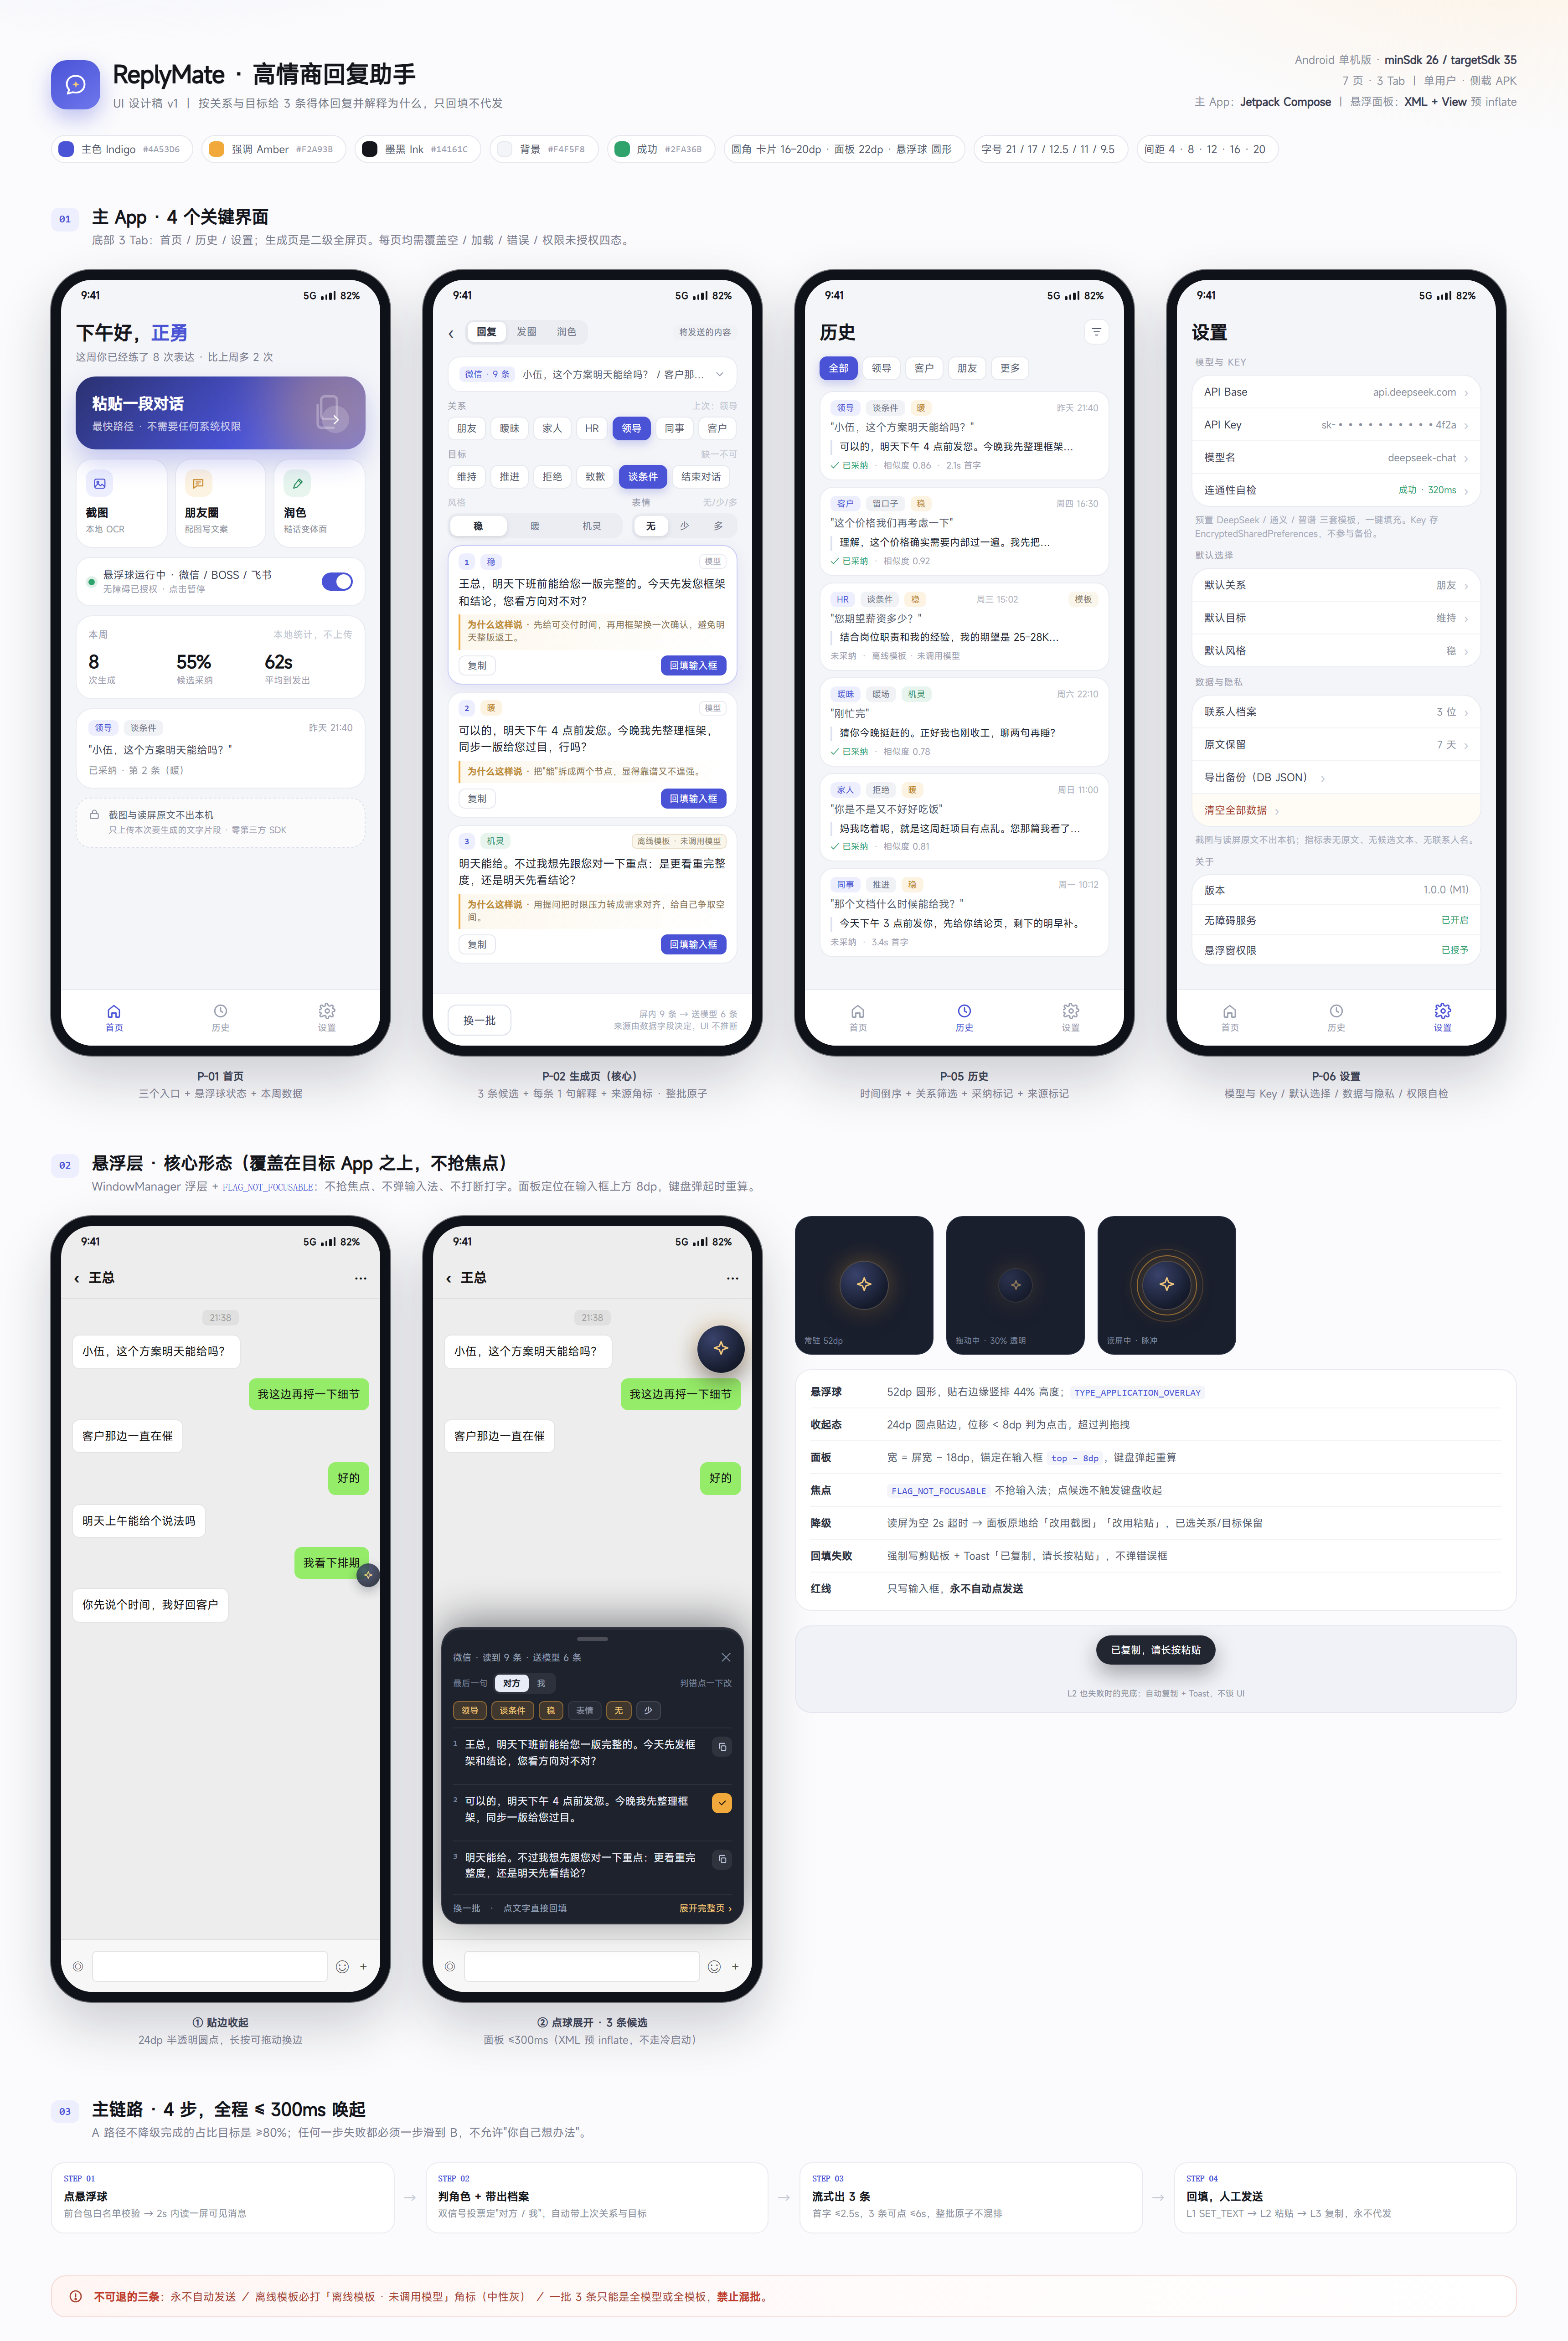 ReplyMate · 高情商回复助手
UI 设计稿 v1 | 按关系与目标给 3 条得体回复并解释为什么，只回填不代发
Android 单机版 · minSdk 26 / targetSdk 35
7 页 · 3 Tab | 单用户 · 侧载 APK
主 App：Jetpack Compose | 悬浮面板：XML + View 预 inflate
主色 Indigo #4A53D6
强调 Amber #F2A93B
墨黑 Ink #14161C
背景 #F4F5F8
成功 #2FA36B
圆角 卡片 16–20dp · 面板 22dp · 悬浮球 圆形
字号 21 / 17 / 12.5 / 11 / 9.5
间距 4 · 8 · 12 · 16 · 20
01 主 App · 4 个关键界面
底部 3 Tab：首页 / 历史 / 设置；生成页是二级全屏页。每页均需覆盖空 / 加载 / 错误 / 权限未授权四态。
9:41 5G 82%
下午好，正勇
这周你已经练了 8 次表达 · 比上周多 2 次
粘贴一段对话
最快路径 · 不需要任何系统权限
截图
本地 OCR
朋友圈
配图写文案
润色
糙话变体面
悬浮球运行中 · 微信 / BOSS / 飞书
无障碍已授权 · 点击暂停
本周 本地统计，不上传
8 55% 62s
次生成 候选采纳 平均到发出
领导 谈条件 昨天 21:40
"小伍，这个方案明天能给吗？"
已采纳 · 第 2 条（暖）
截图与读屏原文不出本机
只上传本次要生成的文字片段 · 零第三方 SDK
首页 历史 设置
P-01 首页
三个入口 + 悬浮球状态 + 本周数据
9:41 5G 82%
‹ 回复 发圈 润色 将发送的内容
微信 · 9 条 小伍，这个方案明天能给吗？ / 客户那…
关系 上次：领导
朋友 暧昧 家人 HR 领导 同事 客户
目标 缺一不可
维持 推进 拒绝 致歉 谈条件 结束对话
风格 表情 无/少/多
稳 暖 机灵 无 少 多
1 稳 模型
王总，明天下班前能给您一版完整的。今天先发您框架
和结论，您看方向对不对？
为什么这样说 · 先给可交付时间，再用框架换一次确认，避免明
天整版返工。
复制 回填输入框
2 暖 模型
可以的，明天下午 4 点前发您。今晚我先整理框架，
同步一版给您过目，行吗？
为什么这样说 · 把"能"拆成两个节点，显得靠谱又不逞强。
复制 回填输入框
3 机灵 离线模板 · 未调用模型
明天能给。不过我想先跟您对一下重点：是更看重完整
度，还是明天先看结论？
为什么这样说 · 用提问把时限压力转成需求对齐，给自己争取空
间。
复制 回填输入框
换一批 屏内 9 条 → 送模型 6 条
来源由数据字段决定，UI 不推断
P-02 生成页（核心）
3 条候选 + 每条 1 句解释 + 来源角标 · 整批原子
9:41 5G 82%
历史
全部 领导 客户 朋友 更多
领导 谈条件 暖 昨天 21:40
"小伍，这个方案明天能给吗？"
可以的，明天下午 4 点前发您。今晚我先整理框架…
✓ 已采纳 · 相似度 0.86 · 2.1s 首字
客户 留口子 稳 周四 16:30
"这个价格我们再考虑一下"
理解，这个价格确实需要内部过一遍。我先把…
✓ 已采纳 · 相似度 0.92
HR 谈条件 稳 周三 15:02 模板
"您期望薪资多少？"
结合岗位职责和我的经验，我的期望是 25–28K…
未采纳 · 离线模板 · 未调用模型
暧昧 暖场 机灵 周六 22:10
"刚忙完"
猜你今晚挺赶的。正好我也刚收工，聊两句再睡？
✓ 已采纳 · 相似度 0.78
家人 拒绝 暖 周日 11:00
"你是不是又不好好吃饭"
妈我吃着呢，就是这周赶项目有点乱。您那篇我看了…
✓ 已采纳 · 相似度 0.81
同事 推进 稳 周一 10:12
"那个文档什么时候能给我？"
今天下午 3 点前发你，先给你结论页，剩下的明早补。
未采纳 · 3.4s 首字
首页 历史 设置
P-05 历史
时间倒序 + 关系筛选 + 采纳标记 + 来源标记
9:41 5G 82%
设置
模型与 KEY
API Base api.deepseek.com ›
API Key sk-••••••••••4f2a ›
模型名 deepseek-chat ›
连通性自检 成功 · 320ms ›
预置 DeepSeek / 通义 / 智谱 三套模板，一键填充。Key 存
EncryptedSharedPreferences，不参与备份。
默认选择
默认关系 朋友 ›
默认目标 维持 ›
默认风格 稳 ›
数据与隐私
联系人档案 3 位 ›
原文保留 7 天 ›
导出备份（DB JSON） ›
清空全部数据 ›
截图与读屏原文不出本机；指标表无原文、无候选文本、无联系人名。
关于
版本 1.0.0 (M1)
无障碍服务 已开启
悬浮窗权限 已授予
首页 历史 设置
P-06 设置
模型与 Key / 默认选择 / 数据与隐私 / 权限自检
02 悬浮层 · 核心形态（覆盖在目标 App 之上，不抢焦点）
WindowManager 浮层 + FLAG_NOT_FOCUSABLE：不抢焦点、不弹输入法、不打断打字。面板定位在输入框上方 8dp，键盘弹起时重算。
9:41 5G 82%
‹ 王总 ···
21:38
小伍，这个方案明天能给吗？
我这边再捋一下细节
客户那边一直在催
好的
明天上午能给个说法吗
我看下排期
你先说个时间，我好回客户
+
① 贴边收起
24dp 半透明圆点，长按可拖动换边
9:41 5G 82%
‹ 王总 ···
21:38
小伍，这个方案明天能给吗？
我这边再捋一下细节
客户那边一直在催
好的
微信 · 读到 9 条 · 送模型 6 条
最后一句 对方 我 判错点一下改
领导 谈条件 稳 表情 无 少
1 王总，明天下班前能给您一版完整的。今天先发框
架和结论，您看方向对不对？
2 可以的，明天下午 4 点前发您。今晚我先整理框
架，同步一版给您过目。
3 明天能给。不过我想先跟您对一下重点：更看重完
整度，还是明天先看结论？
换一批 · 点文字直接回填 展开完整页 ›
+
② 点球展开 · 3 条候选
面板 ≤300ms（XML 预 inflate，不走冷启动）
常驻 52dp
拖动中 · 30% 透明
读屏中 · 脉冲
悬浮球 52dp 圆形，贴右边缘竖排 44% 高度；TYPE_APPLICATION_OVERLAY
收起态 24dp 圆点贴边，位移 < 8dp 判为点击，超过判拖拽
面板 宽 = 屏宽 − 18dp，锚定在输入框 top − 8dp，键盘弹起重算
焦点 FLAG_NOT_FOCUSABLE 不抢输入法；点候选不触发键盘收起
降级 读屏为空 2s 超时 → 面板原地给「改用截图」「改用粘贴」，已选关系/目标保留
回填失败 强制写剪贴板 + Toast「已复制，请长按粘贴」，不弹错误框
红线 只写输入框，永不自动点发送
已复制，请长按粘贴
L2 也失败时的兜底：自动复制 + Toast，不锁 UI
03 主链路 · 4 步，全程 ≤ 300ms 唤起
A 路径不降级完成的占比目标是 ≥80%；任何一步失败都必须一步滑到 B，不允许"你自己想办法"。
STEP 01
点悬浮球
前台包白名单校验 → 2s 内读一屏可见消息
→
STEP 02
判角色 + 带出档案
双信号投票定"对方 / 我"，自动带上次关系与目标
→
STEP 03
流式出 3 条
首字 ≤2.5s，3 条可点 ≤6s，整批原子不混排
→
STEP 04
回填，人工发送
L1 SET_TEXT → L2 粘贴 → L3 复制，永不代发
不可退的三条：永不自动发送 / 离线模板必打「离线模板 · 未调用模型」角标（中性灰） / 一批 3 条只能是全模型或全模板，禁止混批。